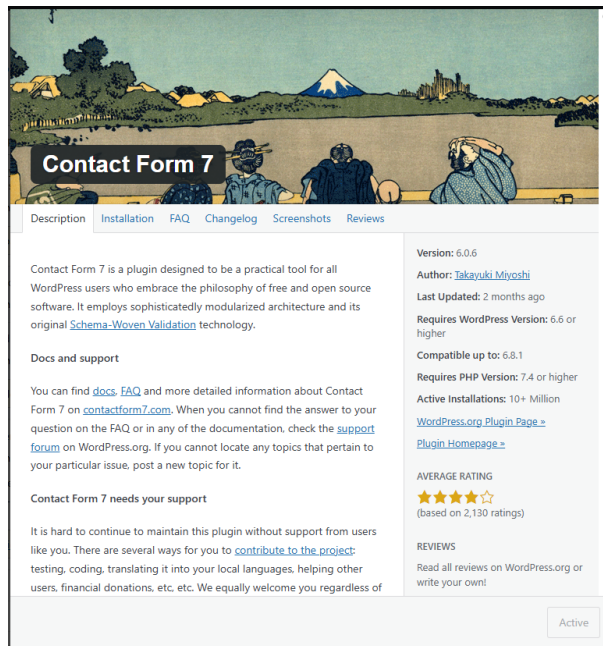 Contact Form 7
Description Installation FAQ Changelog Screenshots Reviews
Contact Form 7 is a plugin designed to be a practical tool for all
WordPress users who embrace the philosophy of free and open source
software. It employs sophisticatedly modularized architecture and its
original Schema-Woven Validation technology.
Docs and support
You can find docs, FAQ and more detailed information about Contact
Form 7 on contactform7.com. When you cannot find the answer to your
question on the FAQ or in any of the documentation, check the support
forum on WordPress.org. If you cannot locate any topics that pertain to
your particular issue, post a new topic for it.
Contact Form 7 needs your support
It is hard to continue to maintain this plugin without support from users
like you. There are several ways for you to contribute to the project:
testing, coding, translating it into your local languages, helping other
users, financial donations, etc, etc. We equally welcome you regardless of
Version: 6.0.6
Author: Takayuki Miyoshi
Last Updated: 2 months ago
Requires WordPress Version: 6.6 or
higher
Compatible up to: 6.8.1
Requires PHP Version: 7.4 or higher
Active Installations: 10+ Million
WordPress.org Plugin Page »
Plugin Homepage »
AVERAGE RATING
(based on 2,130 ratings)
REVIEWS
Read all reviews on WordPress.org or
write your own!
Active